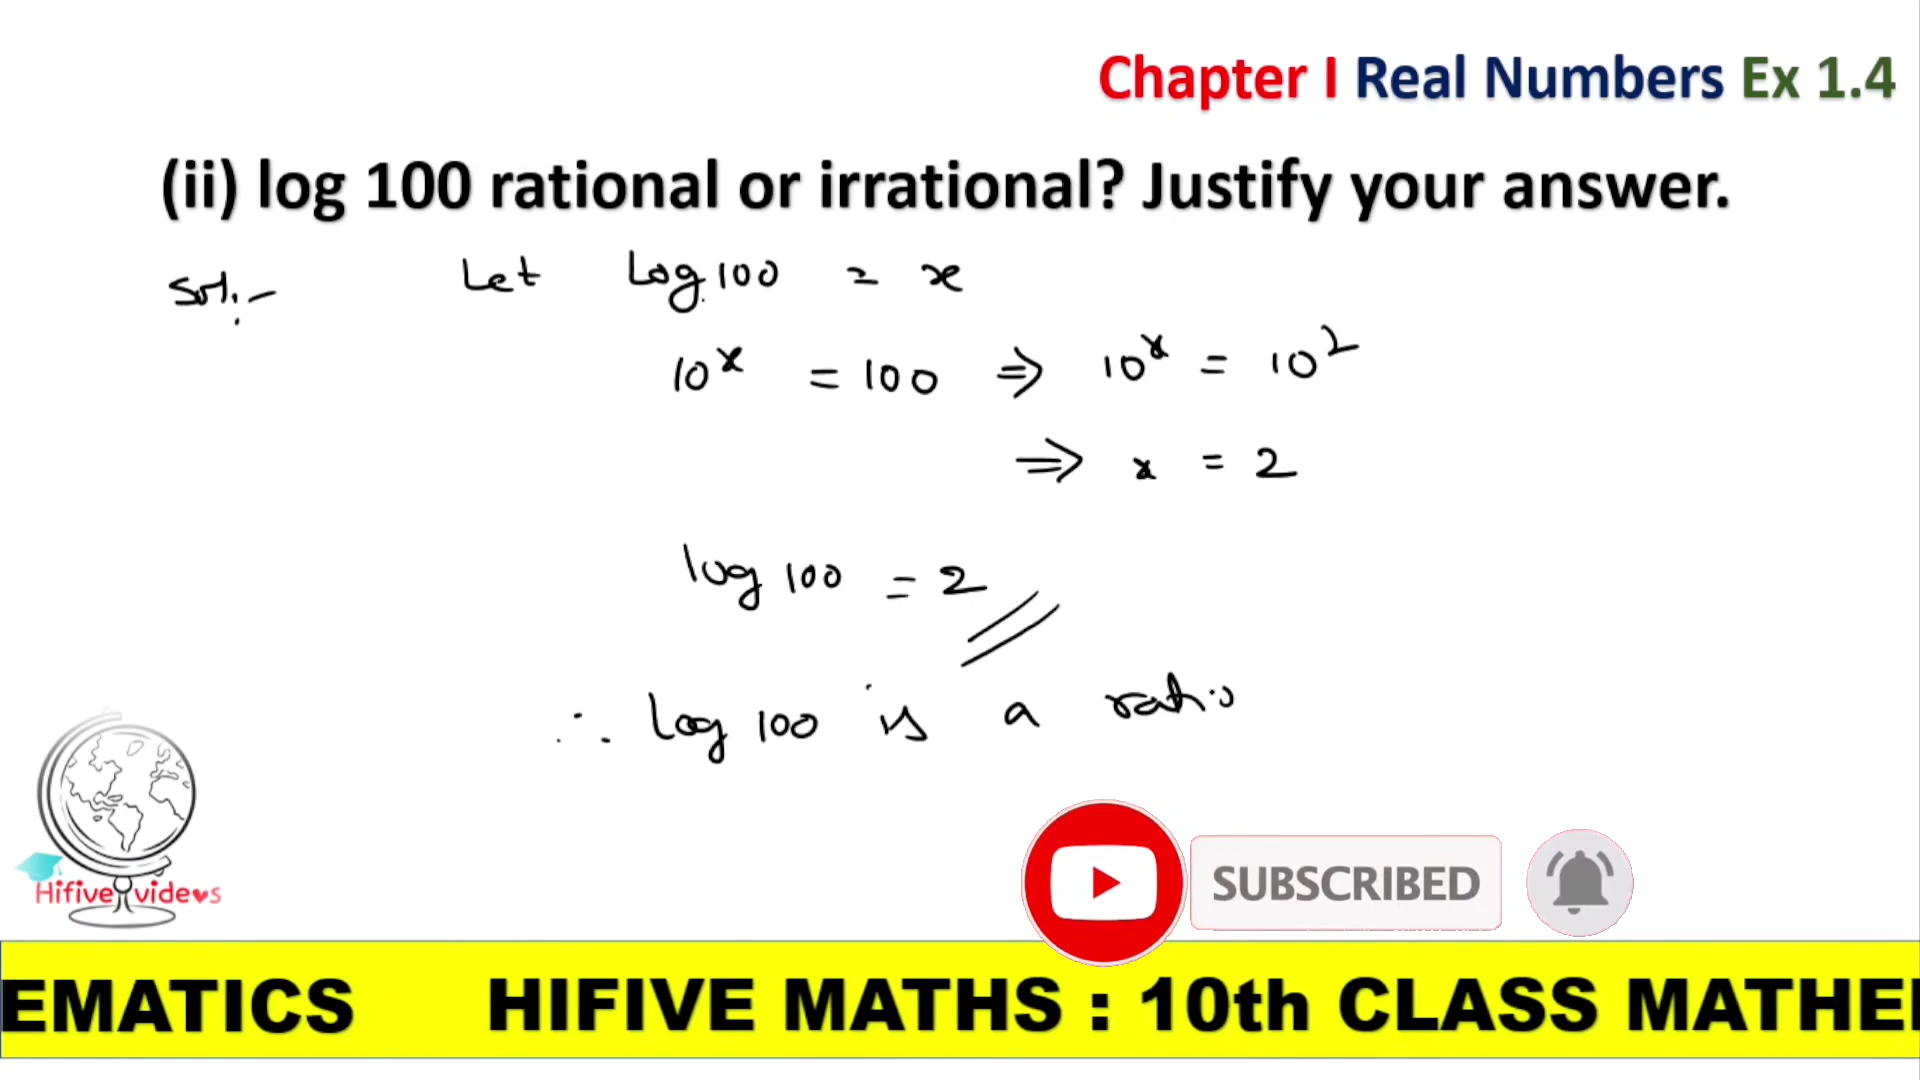 Chapter I Real Numbers Ex 1.4
(ii) log 100 rational or irrational? Justify your answer.
Sol:- Let log 100 = x
10^x = 100 ⇒ 10^x = 10^2
⇒ x = 2
log 100 = 2
∴ log 100 is a ratio
Hifive videos
SUBSCRIBED
EMATICS HIFIVE MATHS : 10th CLASS MATHE